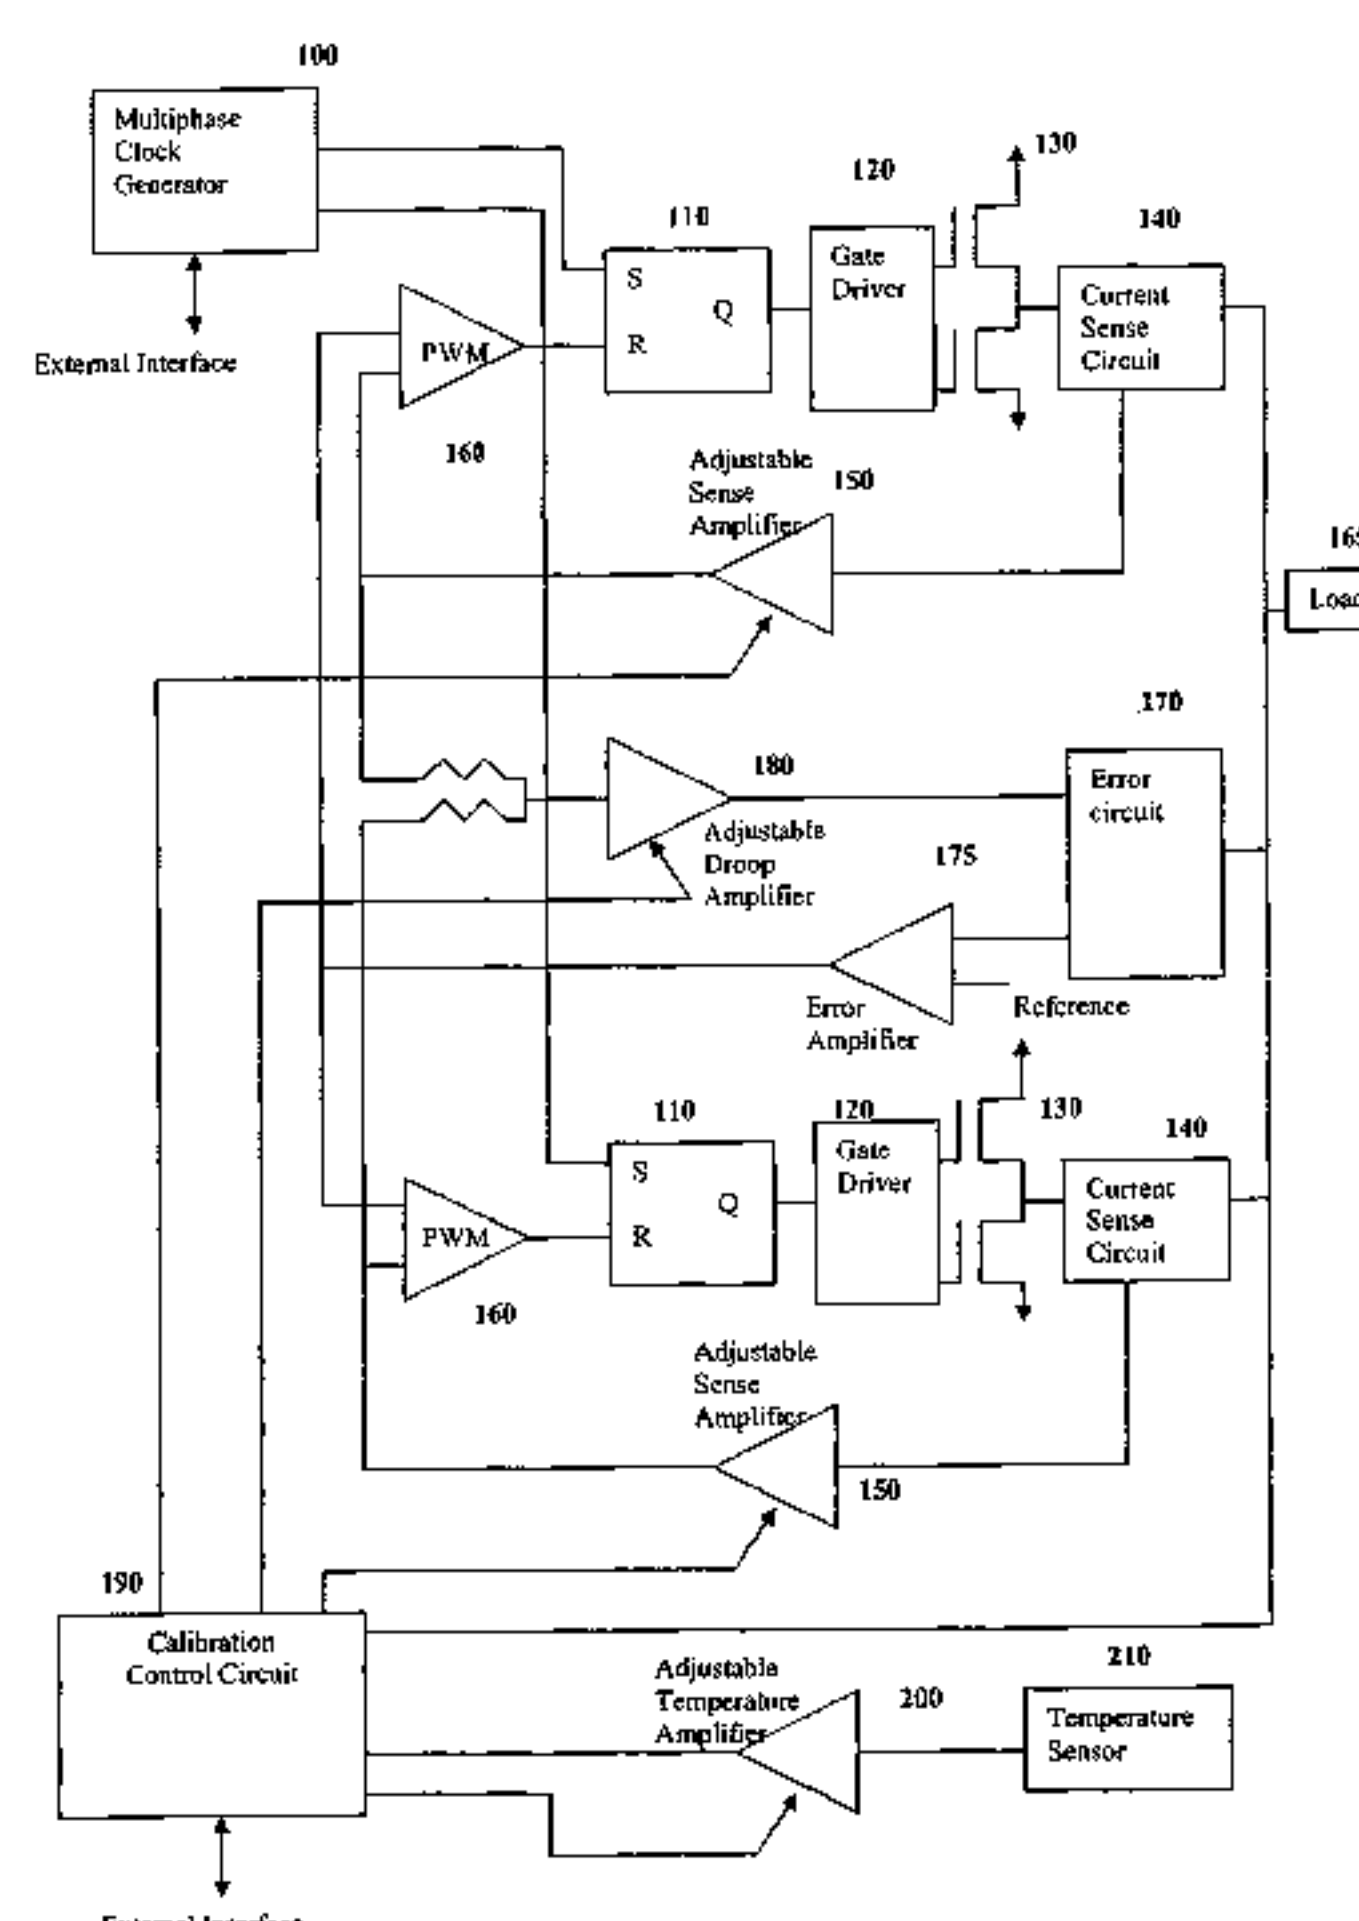 100
Multiphase
Clock
Generator
External Interface
110
S
Q
R
120
Gate
Driver
130
140
Current
Sense
Circuit
PWM
160
Adjustable
Sense
Amplifier
150
Load
170
Error
circuit
180
Adjustable
Droop
Amplifier
175
Error
Amplifier
Reference
110
S
Q
R
120
Gate
Driver
130
140
Current
Sense
Circuit
PWM
160
Adjustable
Sense
Amplifier
150
190
Calibration
Control Circuit
Adjustable
Temperature
Amplifier
200
210
Temperature
Sensor